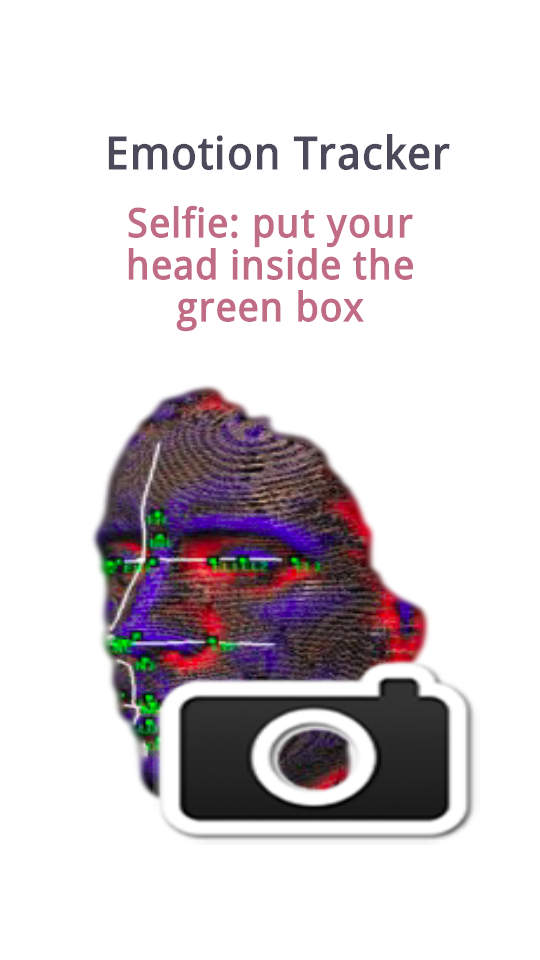 Emotion Tracker
Selfie: put your
head inside the
green box